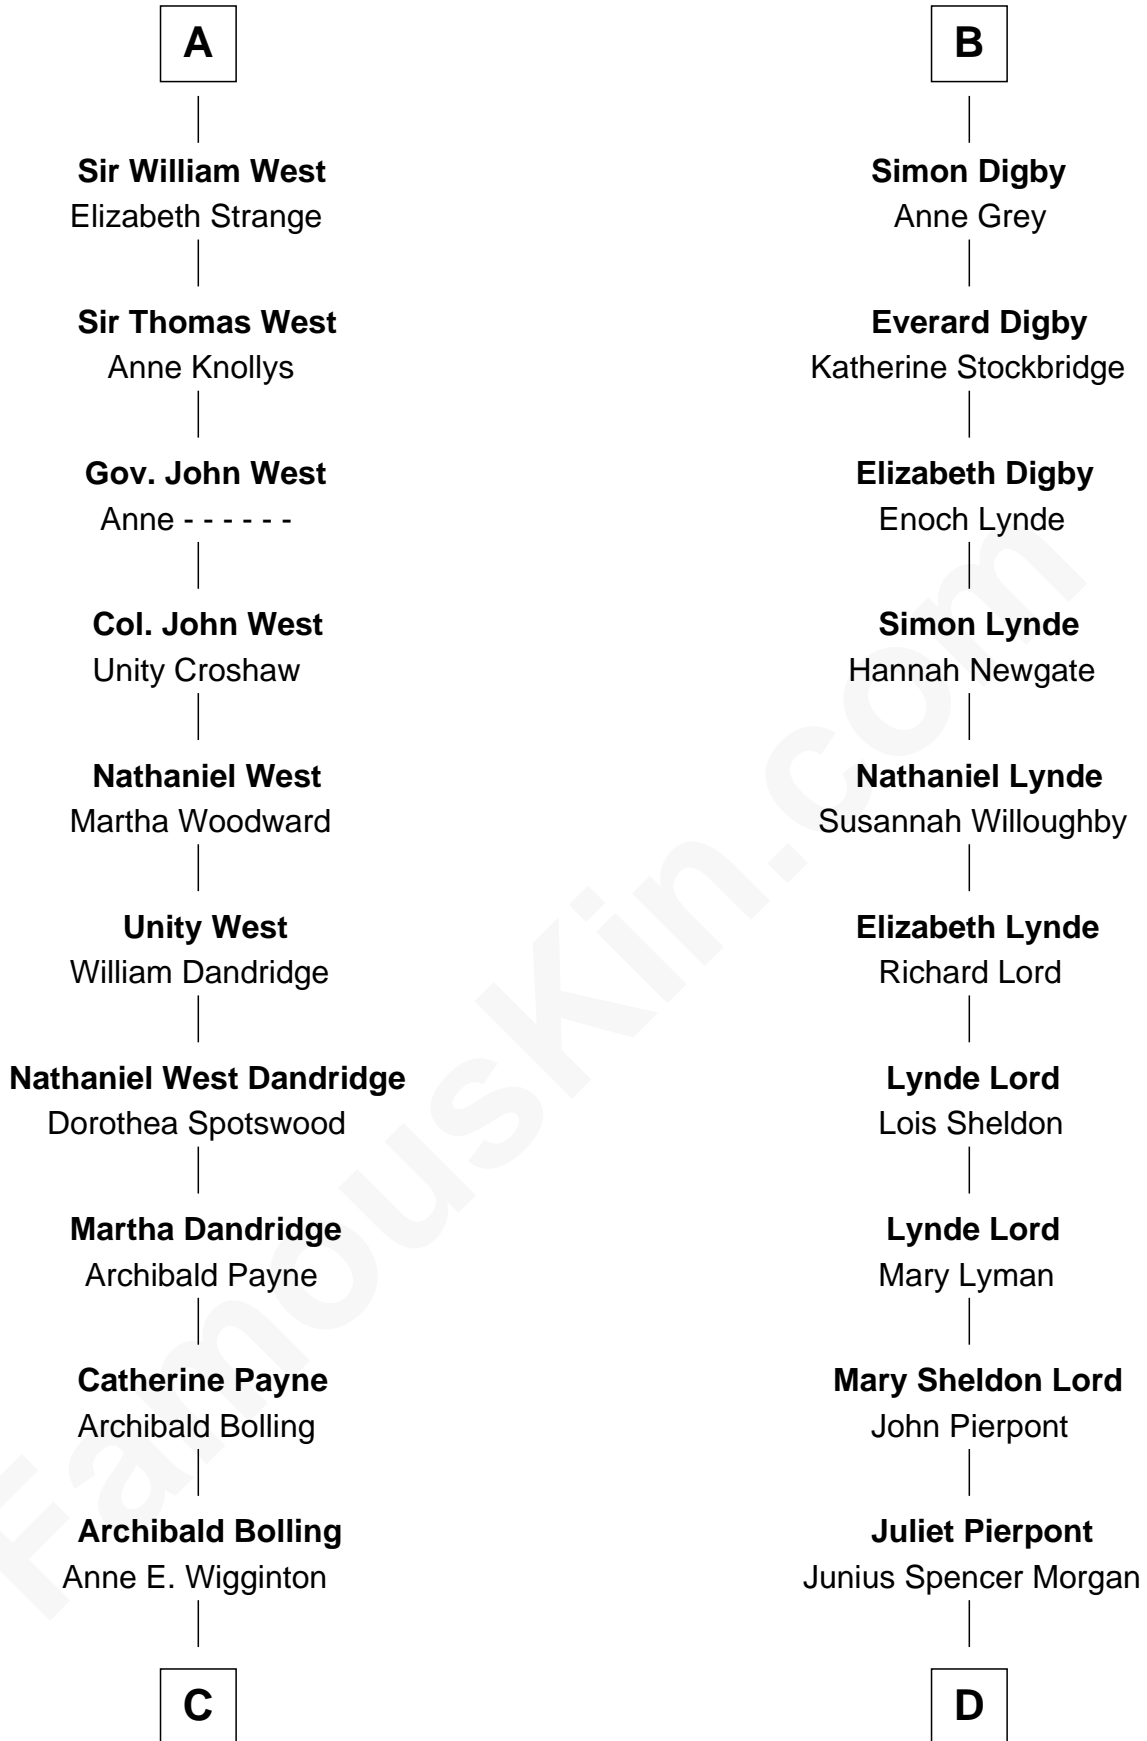 A
Sir William West
Elizabeth Strange
Sir Thomas West
Anne Knollys
Gov. John West
Anne - - - - - -
Col. John West
Unity Croshaw
Nathaniel West
Martha Woodward
Unity West
William Dandridge
Nathaniel West Dandridge
Dorothea Spotswood
Martha Dandridge
Archibald Payne
Catherine Payne
Archibald Bolling
Archibald Bolling
Anne E. Wigginton
C
B
Simon Digby
Anne Grey
Everard Digby
Katherine Stockbridge
Elizabeth Digby
Enoch Lynde
Simon Lynde
Hannah Newgate
Nathaniel Lynde
Susannah Willoughby
Elizabeth Lynde
Richard Lord
Lynde Lord
Lois Sheldon
Lynde Lord
Mary Lyman
Mary Sheldon Lord
John Pierpont
Juliet Pierpont
Junius Spencer Morgan
D
FamousKin.com